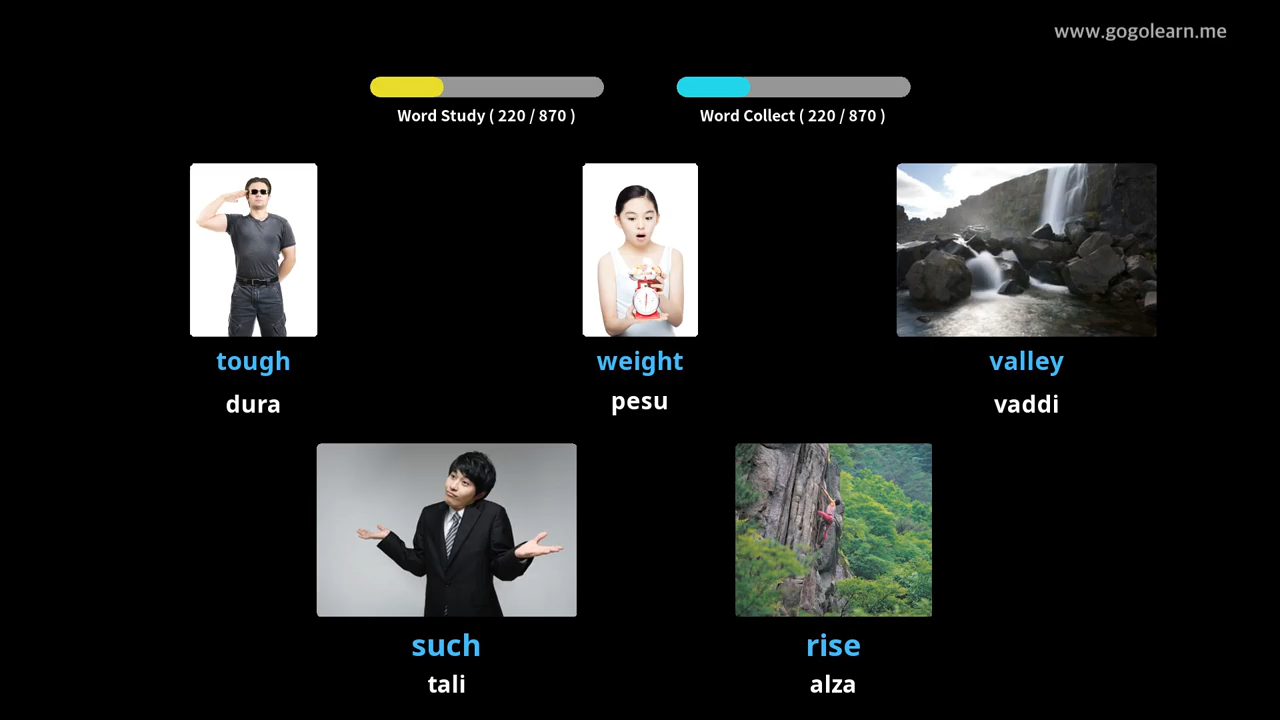 www.gogolearn.me
Word Study ( 220 / 870 )
Word Collect ( 220 / 870 )
tough
dura
weight
pesu
valley
vaddi
such
tali
rise
alza